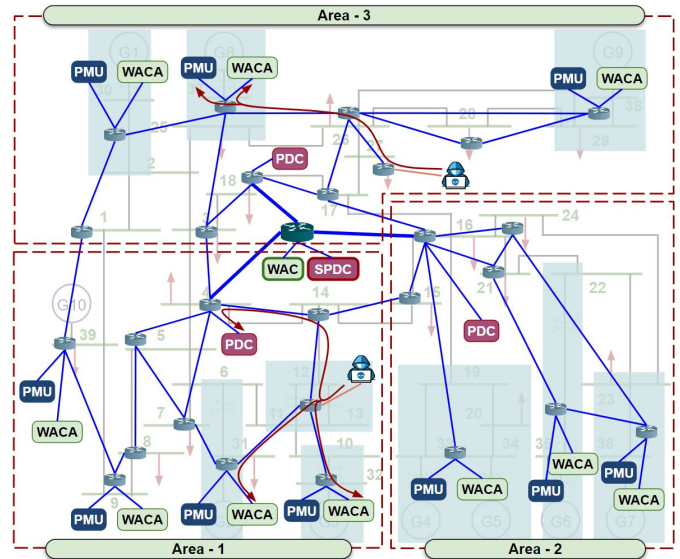 Area - 3
G1
G8
G9
PMU
WACA
PMU
WACA
PMU
WACA
30
38
25
26
28
29
27
2
PDC
18
17
1
3
16
24
WAC
SPDC
21
22
G10
4
14
15
39
5
PDC
PDC
12
19
23
6
PMU
11
13
20
7
WACA
8
31
10
33
34
35
36
32
9
WACA
PMU
WACA
PMU
WACA
PMU
WACA
PMU
WACA
PMU
WACA
PMU
WACA
G4
G5
G6
G7
Area - 1
Area - 2